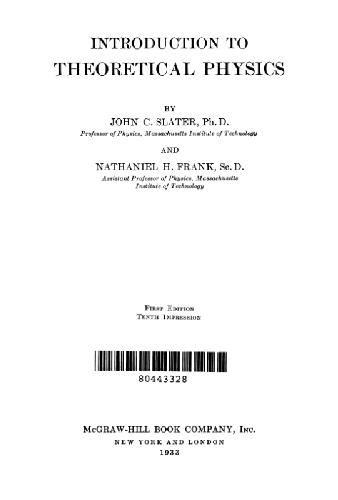 INTRODUCTION TO
THEORETICAL PHYSICS
BY
JOHN C. SLATER, Ph.D.
Professor of Physics, Massachusetts Institute of Technology
AND
NATHANIEL H. FRANK, Sc.D.
Assistant Professor of Physics, Massachusetts
Institute of Technology
First Edition
Tenth Impression
80443328
McGRAW-HILL BOOK COMPANY, Inc.
NEW YORK AND LONDON
1933